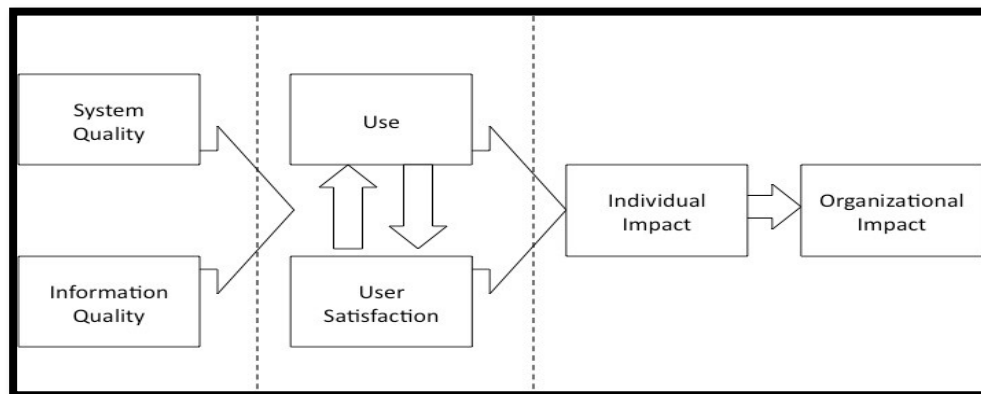 System
Quality
Use
Individual
Impact
Organizational
Impact
Information
Quality
User
Satisfaction